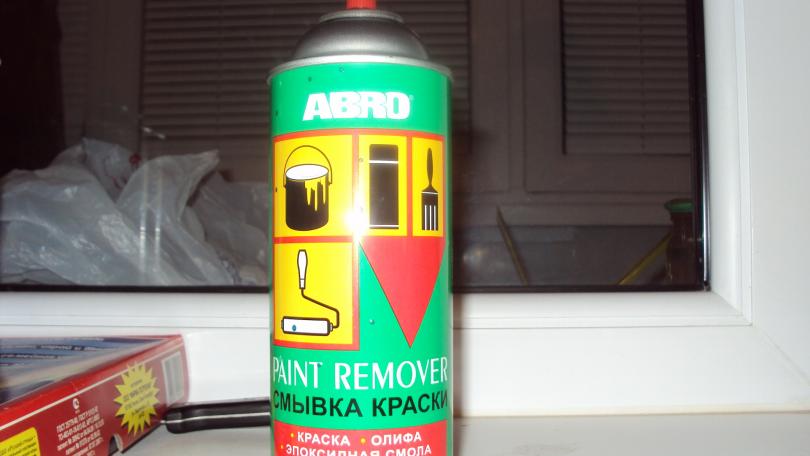 ABRO
PAINT REMOVER
СМЫВКА КРАСКИ
· КРАСКА · ОЛИФА
· ЭПОКСИДНАЯ СМОЛА